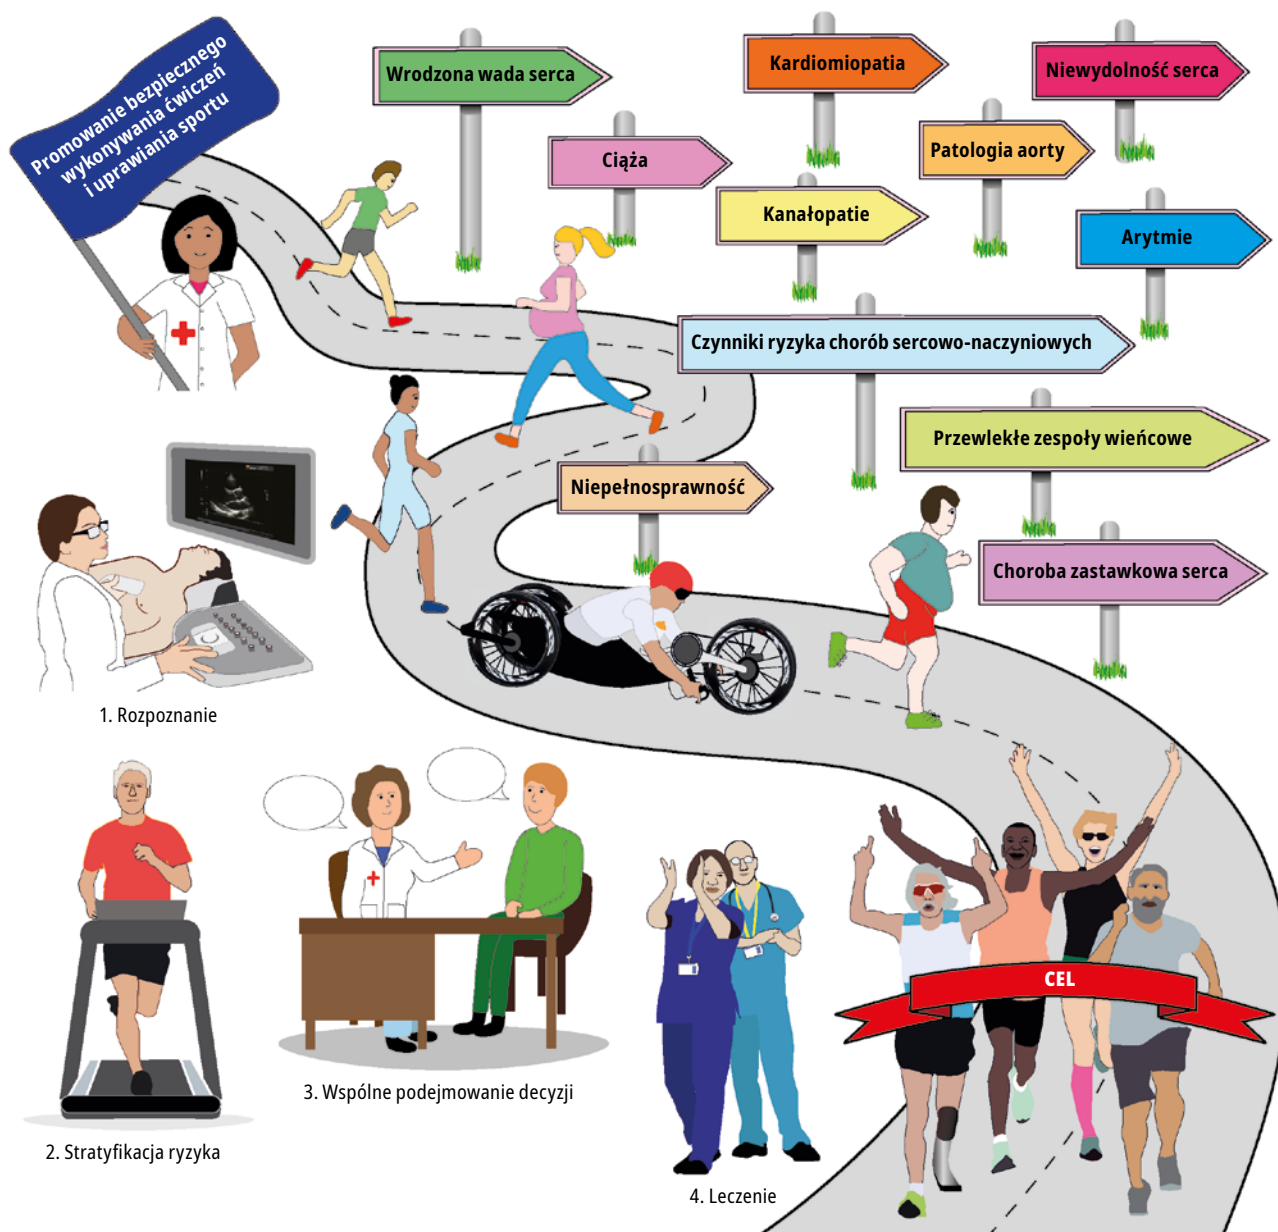 Promowanie bezpiecznego
wykonywania ćwiczeń
i uprawiania sportu
Wrodzona wada serca
Kardiomiopatia
Niewydolność serca
Ciąża
Patologia aorty
Kanałopatie
Arytmie
Czynniki ryzyka chorób sercowo-naczyniowych
Przewlekłe zespoły wieńcowe
Niepełnosprawność
Choroba zastawkowa serca
1. Rozpoznanie
2. Stratyfikacja ryzyka
3. Wspólne podejmowanie decyzji
4. Leczenie
CEL